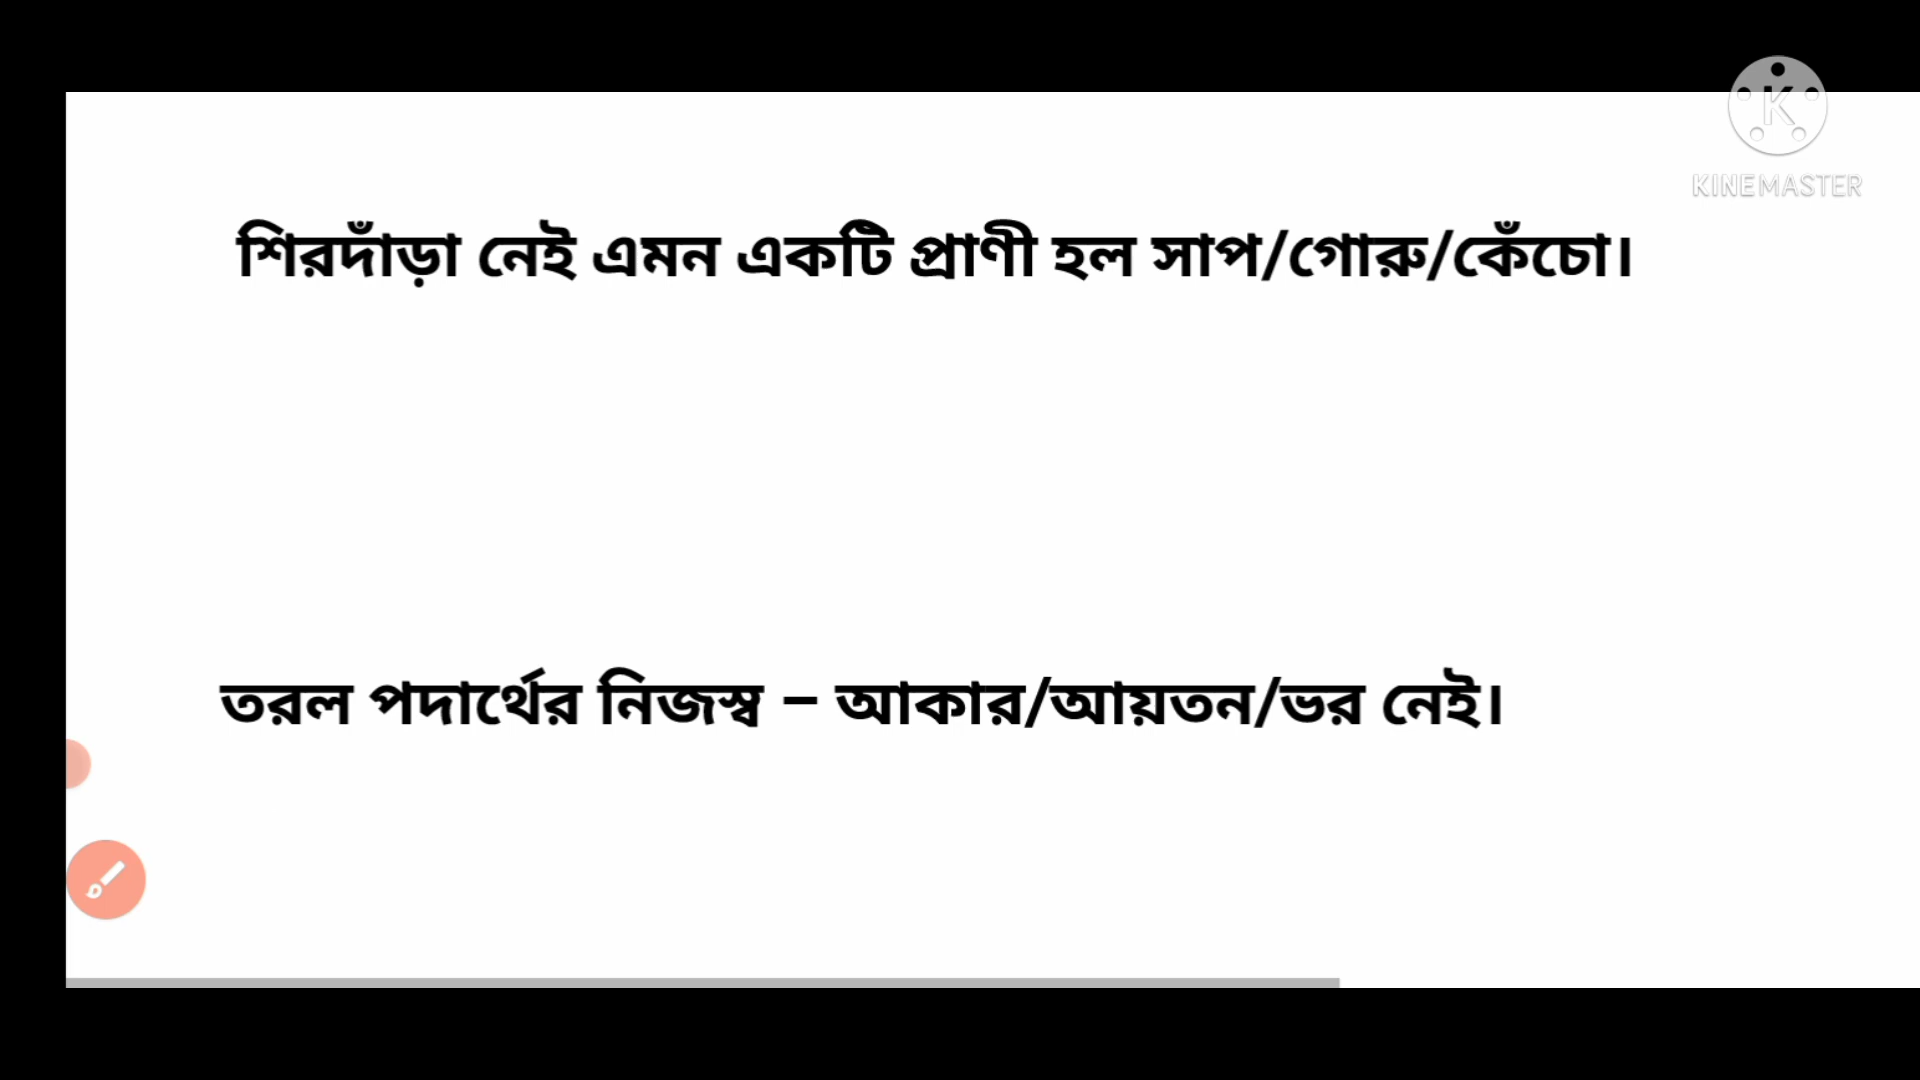 KINEMASTER
শিরদাঁড়া নেই এমন একটি প্রাণী হল সাপ/গোরু/কেঁচো।
তরল পদার্থের নিজস্ব – আকার/আয়তন/ভর নেই।